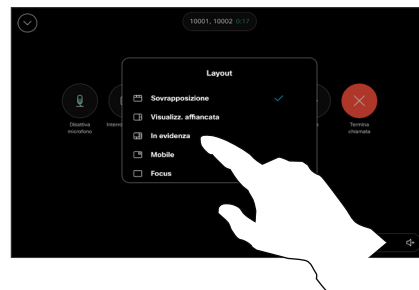 10001, 10002 0:17
Layout
Sovrapposizione
Visualizz. affiancata
In evidenza
Mobile
Focus
Disattiva
microfono
Termina
chiamata